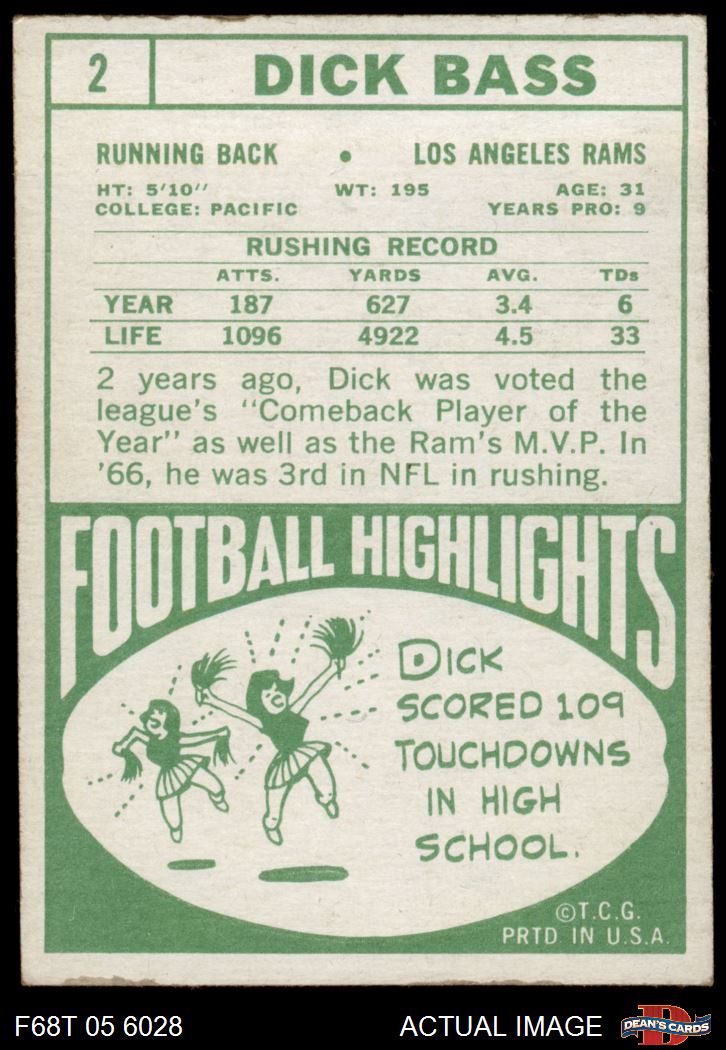 2 DICK BASS
RUNNING BACK • LOS ANGELES RAMS
HT: 5'10" WT: 195 AGE: 31
COLLEGE: PACIFIC YEARS PRO: 9
RUSHING RECORD
ATTS. YARDS AVG. TDs
YEAR 187 627 3.4 6
LIFE 1096 4922 4.5 33
2 years ago, Dick was voted the
league's "Comeback Player of the
Year" as well as the Ram's M.V.P. In
'66, he was 3rd in NFL in rushing.
FOOTBALL HIGHLIGHTS
DICK
SCORED 109
TOUCHDOWNS
IN HIGH
SCHOOL.
©T.C.G.
PRTD. IN U.S.A.
F68T 05 6028 ACTUAL IMAGE D DEAN'S CARDS